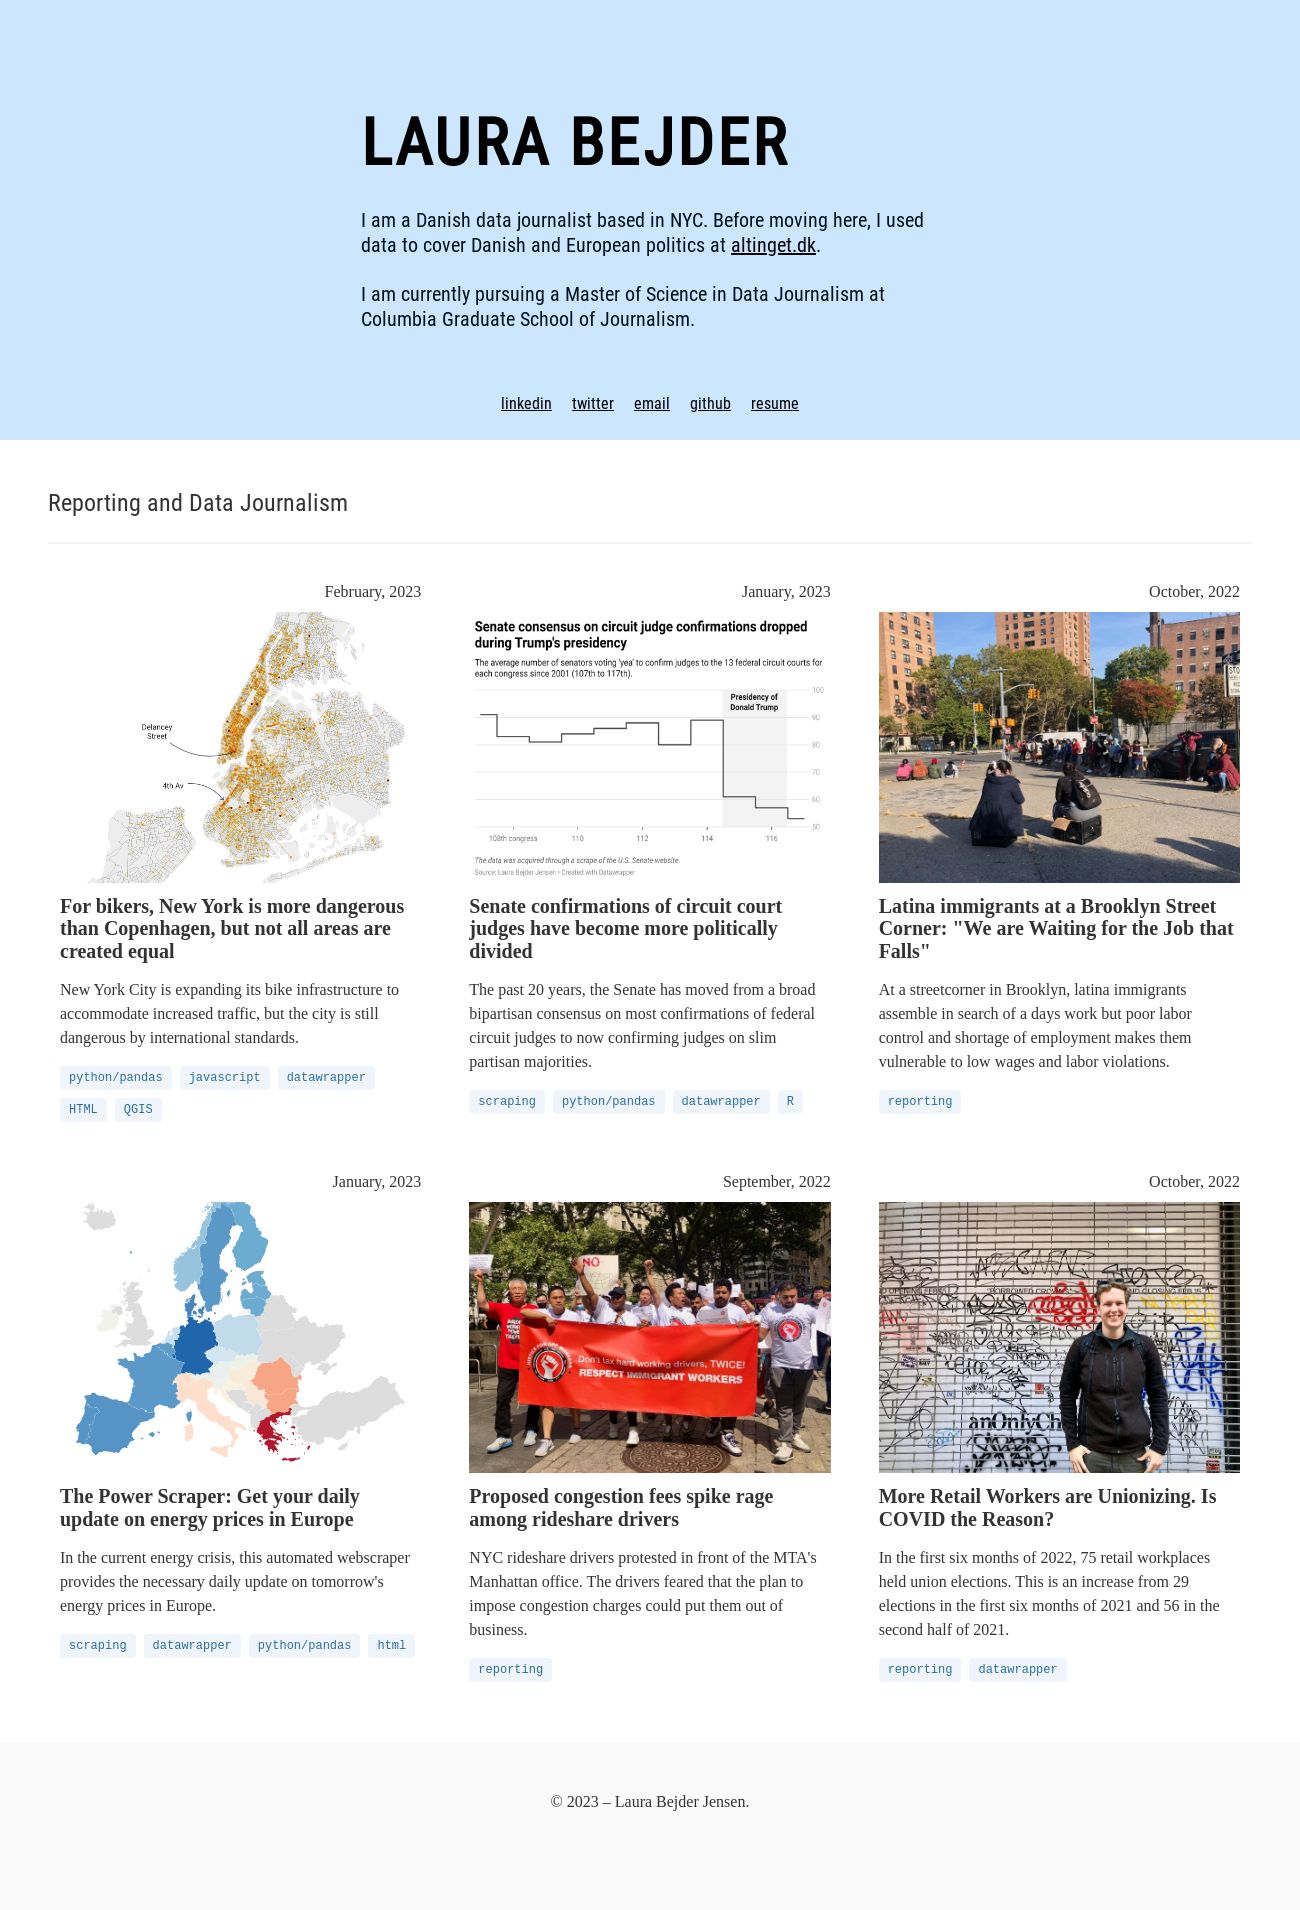 LAURA BEJDER
I am a Danish data journalist based in NYC. Before moving here, I used
data to cover Danish and European politics at altinget.dk.
I am currently pursuing a Master of Science in Data Journalism at
Columbia Graduate School of Journalism.
linkedin twitter email github resume
Reporting and Data Journalism
February, 2023
Delancey
Street
4th Av
For bikers, New York is more dangerous
than Copenhagen, but not all areas are
created equal
New York City is expanding its bike infrastructure to
accommodate increased traffic, but the city is still
dangerous by international standards.
python/pandas javascript datawrapper
HTML QGIS
January, 2023
Senate consensus on circuit judge confirmations dropped
during Trump's presidency
The average number of senators voting 'yea' to confirm judges to the 13 federal circuit courts for
each congress since 2001 (107th to 117th).
Presidency of
Donald Trump
100
90
80
70
60
50
108th congress 110 112 114 116
The data was acquired through a scrape of the U.S. Senate website.
Source: Laura Bejder Jensen • Created with Datawrapper
Senate confirmations of circuit court
judges have become more politically
divided
The past 20 years, the Senate has moved from a broad
bipartisan consensus on most confirmations of federal
circuit judges to now confirming judges on slim
partisan majorities.
scraping python/pandas datawrapper R
October, 2022
Latina immigrants at a Brooklyn Street
Corner: "We are Waiting for the Job that
Falls"
At a streetcorner in Brooklyn, latina immigrants
assemble in search of a days work but poor labor
control and shortage of employment makes them
vulnerable to low wages and labor violations.
reporting
January, 2023
The Power Scraper: Get your daily
update on energy prices in Europe
In the current energy crisis, this automated webscraper
provides the necessary daily update on tomorrow's
energy prices in Europe.
scraping datawrapper python/pandas html
September, 2022
NO
Don't tax hard working drivers, TWICE!
RESPECT IMMIGRANT WORKERS
Proposed congestion fees spike rage
among rideshare drivers
NYC rideshare drivers protested in front of the MTA's
Manhattan office. The drivers feared that the plan to
impose congestion charges could put them out of
business.
reporting
October, 2022
anOnlyCh
More Retail Workers are Unionizing. Is
COVID the Reason?
In the first six months of 2022, 75 retail workplaces
held union elections. This is an increase from 29
elections in the first six months of 2021 and 56 in the
second half of 2021.
reporting datawrapper
© 2023 – Laura Bejder Jensen.